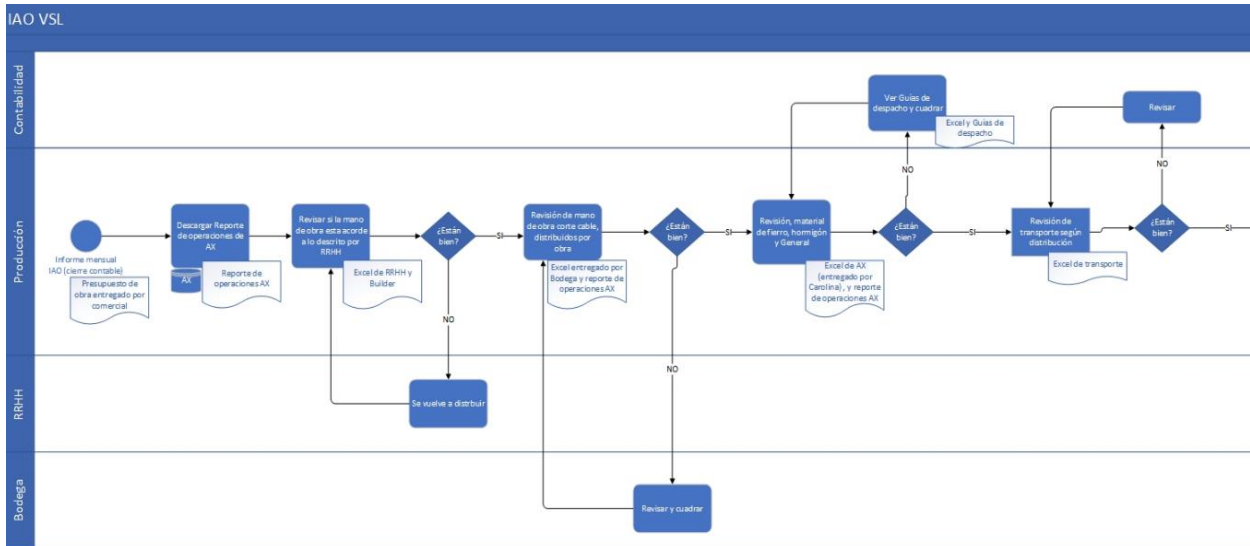 IAO VSL
Contabilidad
Ver Guías de
despacho y cuadrar
Excel y Guías de
despacho
Revisar
NO
NO
Producción
Informe mensual
IAO (cierre contable)
Presupuesto de
obra entregado por
comercial
Descargar Reporte
de operaciones de
AX
AX
Reporte de
operaciones AX
Revisar si la mano
de obra esta acorde
a lo descrito por
RRHH
Excel de RRHH y
Builder
¿Están
bien?
SI
NO
Revisión de mano
de obra corte cable,
distribuidos por
obra
Excel entregado por
Bodega y reporte de
operaciones AX
¿Están
bien?
SI
NO
Revisión, material
de fierro, hormigón
y General
Excel de AX
(entregado por
Carolina) , y reporte
de operaciones AX
¿Están
bien?
SI
Revisión de
transporte según
distribución
Excel de transporte
¿Están
bien?
SI
RRHH
Se vuelve a distrbuir
Bodega
Revisar y cuadrar